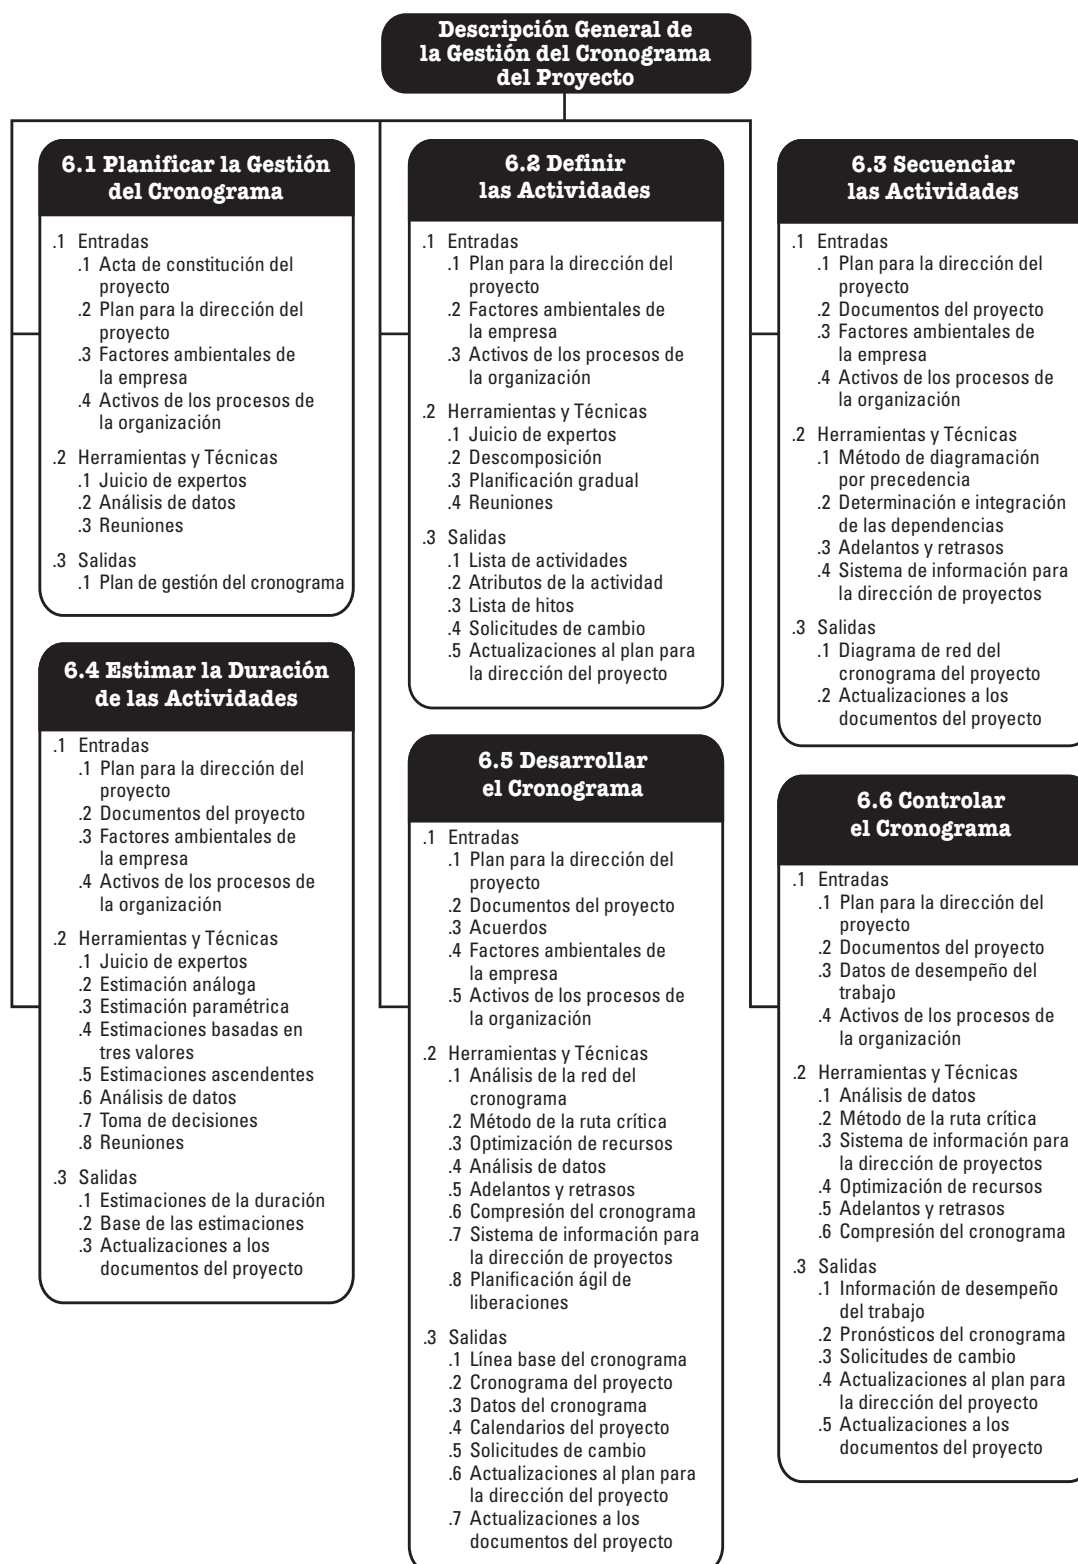 Descripción General de
la Gestión del Cronograma
del Proyecto
6.1 Planificar la Gestión
del Cronograma
.1 Entradas
.1 Acta de constitución del
proyecto
.2 Plan para la dirección del
proyecto
.3 Factores ambientales de
la empresa
.4 Activos de los procesos de
la organización
.2 Herramientas y Técnicas
.1 Juicio de expertos
.2 Análisis de datos
.3 Reuniones
.3 Salidas
.1 Plan de gestión del cronograma
6.2 Definir
las Actividades
.1 Entradas
.1 Plan para la dirección del
proyecto
.2 Factores ambientales de
la empresa
.3 Activos de los procesos de
la organización
.2 Herramientas y Técnicas
.1 Juicio de expertos
.2 Descomposición
.3 Planificación gradual
.4 Reuniones
.3 Salidas
.1 Lista de actividades
.2 Atributos de la actividad
.3 Lista de hitos
.4 Solicitudes de cambio
.5 Actualizaciones al plan para
la dirección del proyecto
6.3 Secuenciar
las Actividades
.1 Entradas
.1 Plan para la dirección del
proyecto
.2 Documentos del proyecto
.3 Factores ambientales de
la empresa
.4 Activos de los procesos de
la organización
.2 Herramientas y Técnicas
.1 Método de diagramación
por precedencia
.2 Determinación e integración
de las dependencias
.3 Adelantos y retrasos
.4 Sistema de información para
la dirección de proyectos
.3 Salidas
.1 Diagrama de red del
cronograma del proyecto
.2 Actualizaciones a los
documentos del proyecto
6.4 Estimar la Duración
de las Actividades
.1 Entradas
.1 Plan para la dirección del
proyecto
.2 Documentos del proyecto
.3 Factores ambientales de
la empresa
.4 Activos de los procesos de
la organización
.2 Herramientas y Técnicas
.1 Juicio de expertos
.2 Estimación análoga
.3 Estimación paramétrica
.4 Estimaciones basadas en
tres valores
.5 Estimaciones ascendentes
.6 Análisis de datos
.7 Toma de decisiones
.8 Reuniones
.3 Salidas
.1 Estimaciones de la duración
.2 Base de las estimaciones
.3 Actualizaciones a los
documentos del proyecto
6.5 Desarrollar
el Cronograma
.1 Entradas
.1 Plan para la dirección del
proyecto
.2 Documentos del proyecto
.3 Acuerdos
.4 Factores ambientales de
la empresa
.5 Activos de los procesos de
la organización
.2 Herramientas y Técnicas
.1 Análisis de la red del
cronograma
.2 Método de la ruta crítica
.3 Optimización de recursos
.4 Análisis de datos
.5 Adelantos y retrasos
.6 Compresión del cronograma
.7 Sistema de información para
la dirección de proyectos
.8 Planificación ágil de
liberaciones
.3 Salidas
.1 Línea base del cronograma
.2 Cronograma del proyecto
.3 Datos del cronograma
.4 Calendarios del proyecto
.5 Solicitudes de cambio
.6 Actualizaciones al plan para
la dirección del proyecto
.7 Actualizaciones a los
documentos del proyecto
6.6 Controlar
el Cronograma
.1 Entradas
.1 Plan para la dirección del
proyecto
.2 Documentos del proyecto
.3 Datos de desempeño del
trabajo
.4 Activos de los procesos de
la organización
.2 Herramientas y Técnicas
.1 Análisis de datos
.2 Método de la ruta crítica
.3 Sistema de información para
la dirección de proyectos
.4 Optimización de recursos
.5 Adelantos y retrasos
.6 Compresión del cronograma
.3 Salidas
.1 Información de desempeño
del trabajo
.2 Pronósticos del cronograma
.3 Solicitudes de cambio
.4 Actualizaciones al plan para
la dirección del proyecto
.5 Actualizaciones a los
documentos del proyecto